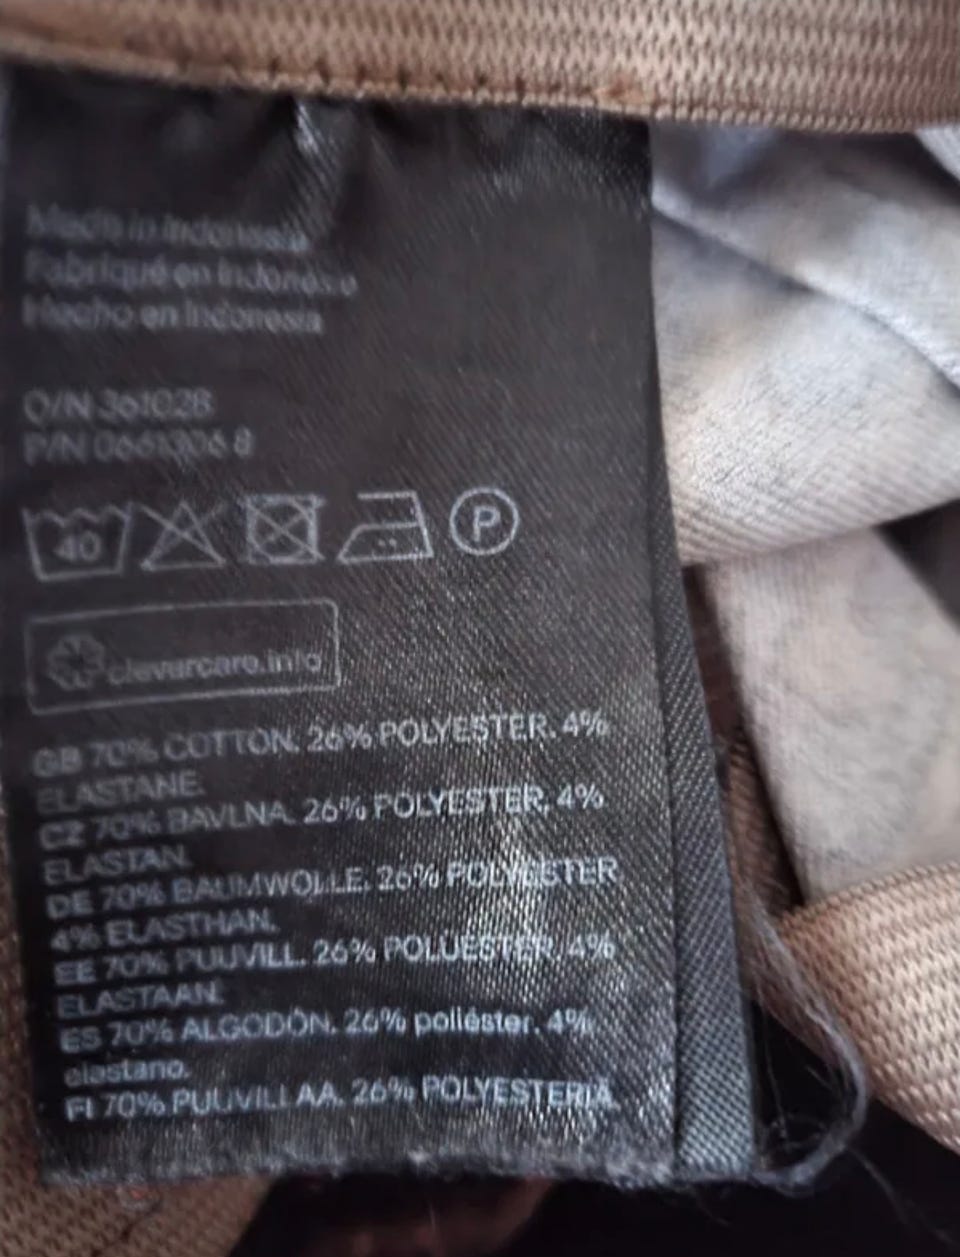 Made in Indonesia
Fabriqué en Indonésie
Hecho en Indonesia
O/N 361028
P/N 0661306 8
40 P
clevercare.info
GB 70% COTTON. 26% POLYESTER. 4%
ELASTANE.
CZ 70% BAVLNA. 26% POLYESTER. 4%
ELASTAN.
DE 70% BAUMWOLLE. 26% POLYESTER
4% ELASTHAN.
EE 70% PUUVILL. 26% POLUESTER. 4%
ELASTAAN.
ES 70% ALGODÓN. 26% poliéster. 4%
elastano.
FI 70% PUUVILLAA. 26% POLYESTERIÄ